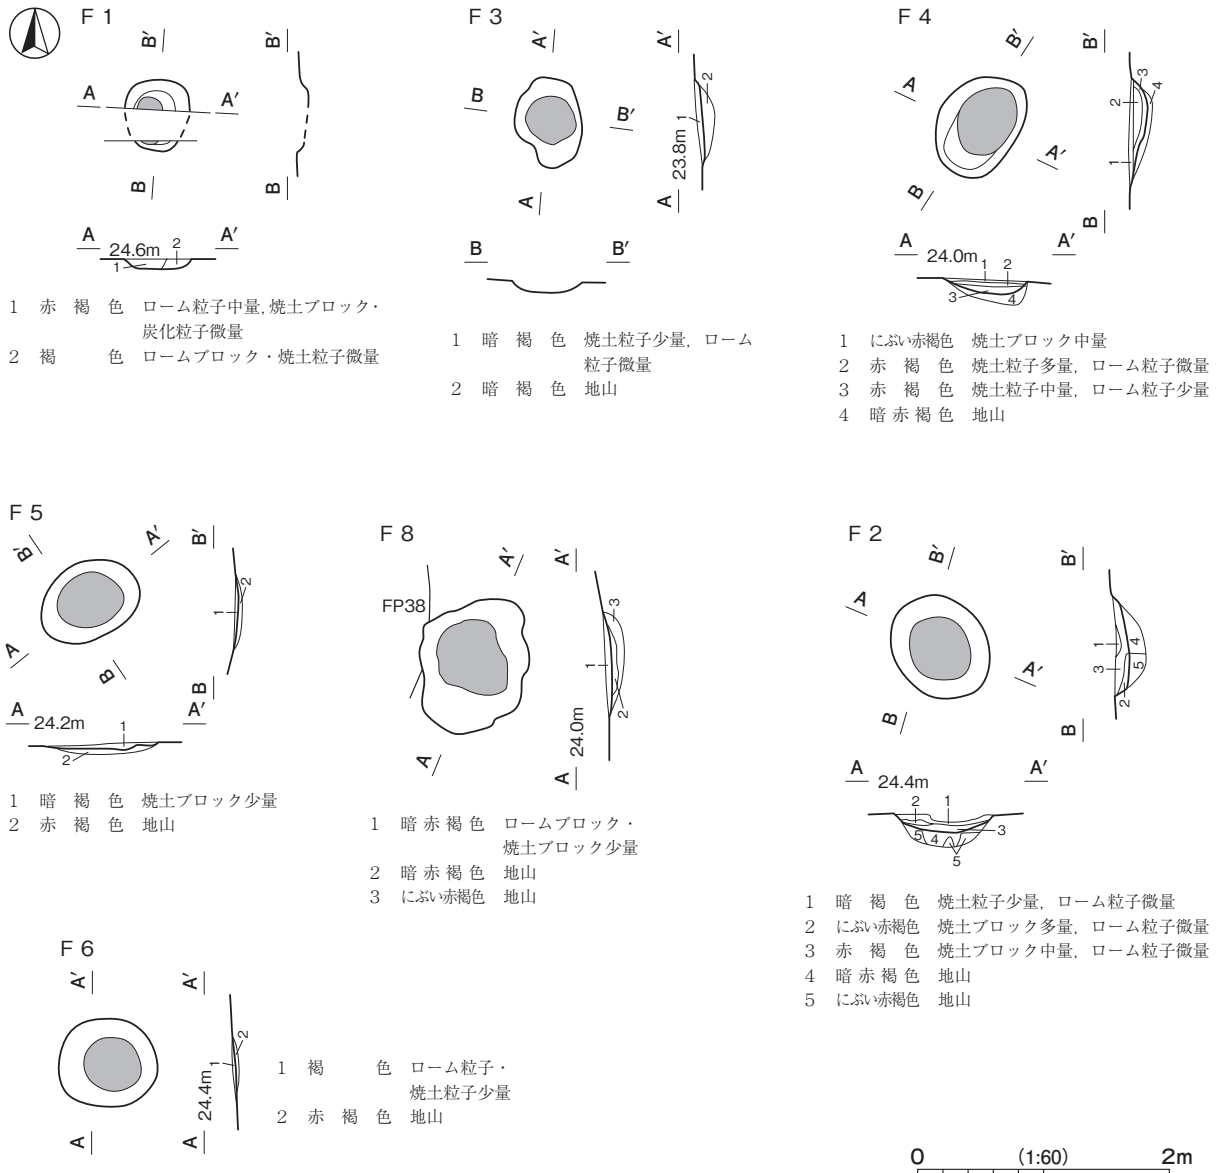 F 1
B′
B′
A
A′
B
B
A
24.6m
2
A′
1
1 赤褐色 ローム粒子中量,焼土ブロック・
炭化粒子微量
2 褐色 ロームブロック・焼土粒子微量
F 3
A′
A′
B
B′
2
1
23.8m
A
A
B
B′
1 暗褐色 焼土粒子少量，ローム
粒子微量
2 暗褐色 地山
F 4
B′
B′
A
3
4
2
A′
1
B
B
A
24.0m
1
2
A′
3
4
1 にぶい赤褐色 焼土ブロック中量
2 赤褐色 焼土粒子多量，ローム粒子微量
3 赤褐色 焼土粒子中量，ローム粒子少量
4 暗赤褐色 地山
F 5
B′
A′
B′
2
1
A
B
B
A
24.2m
1
A′
2
1 暗褐色 焼土ブロック少量
2 赤褐色 地山
F 8
A′
A′
FP38
3
1
2
24.0m
A
A
1 暗赤褐色 ロームブロック・
焼土ブロック少量
2 暗赤褐色 地山
3 にぶい赤褐色 地山
F 2
B′
B′
A
1
4
3
5
A′
2
B
B
A
24.4m
A′
2
1
3
5
4
5
1 暗褐色 焼土粒子少量，ローム粒子微量
2 にぶい赤褐色 焼土ブロック多量，ローム粒子微量
3 赤褐色 焼土ブロック中量，ローム粒子微量
4 暗赤褐色 地山
5 にぶい赤褐色 地山
F 6
A′
A′
2
1
24.4m
A
A
1 褐色 ローム粒子・
焼土粒子少量
2 赤褐色 地山
0 (1:60) 2m